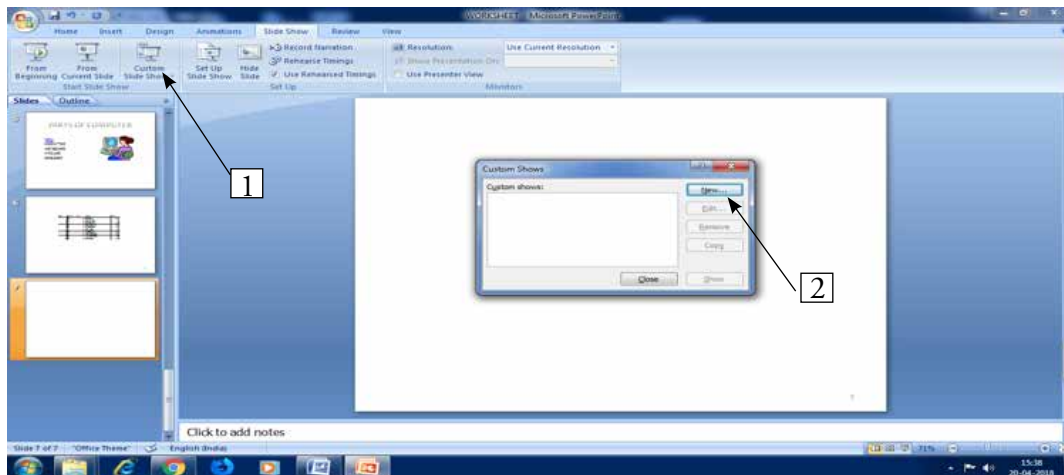 WORKSHEET - Microsoft PowerPoint
Home Insert Design Animations Slide Show Review View
From Beginning
From Current Slide
Custom Slide Show
Start Slide Show
Set Up Slide Show
Hide Slide
Record Narration
Rehearse Timings
Use Rehearsed Timings
Set Up
Resolution: Use Current Resolution
Show Presentation On:
Use Presenter View
Monitors
Slides Outline
PARTS OF COMPUTER
1
Custom Shows
Custom shows:
New...
Edit...
Remove
Copy
Close Show
2
7
Click to add notes
Slide 7 of 7 "Office Theme" English (India) 71%
15:38
20-04-2018